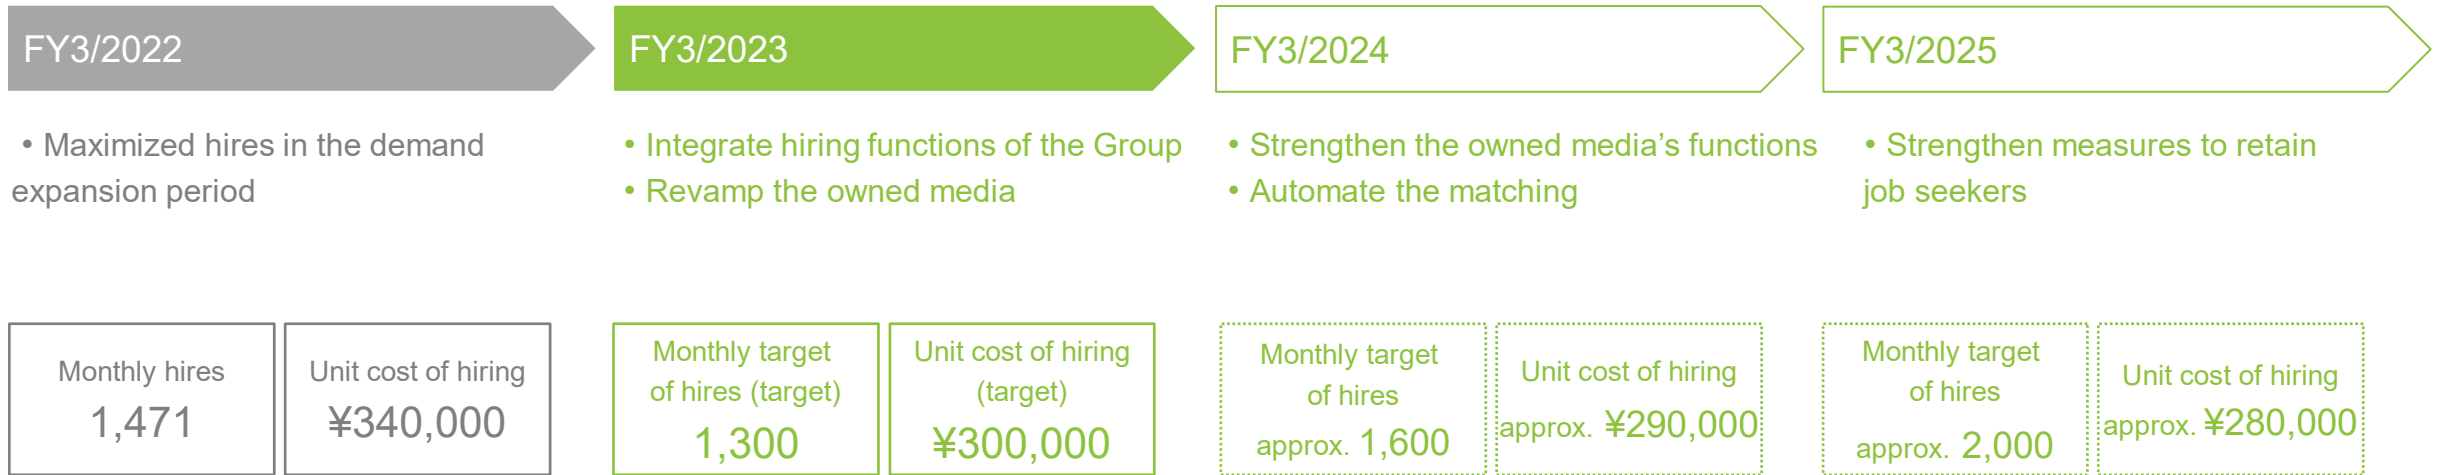 FY3/2022
• Maximized hires in the demand
expansion period
Monthly hires
1,471
Unit cost of hiring
¥340,000
FY3/2023
• Integrate hiring functions of the Group
• Revamp the owned media
Monthly target
of hires (target)
1,300
Unit cost of hiring
(target)
¥300,000
FY3/2024
• Strengthen the owned media’s functions
• Automate the matching
Monthly target
of hires
approx. 1,600
Unit cost of hiring
approx. ¥290,000
FY3/2025
• Strengthen measures to retain
job seekers
Monthly target
of hires
approx. 2,000
Unit cost of hiring
approx. ¥280,000